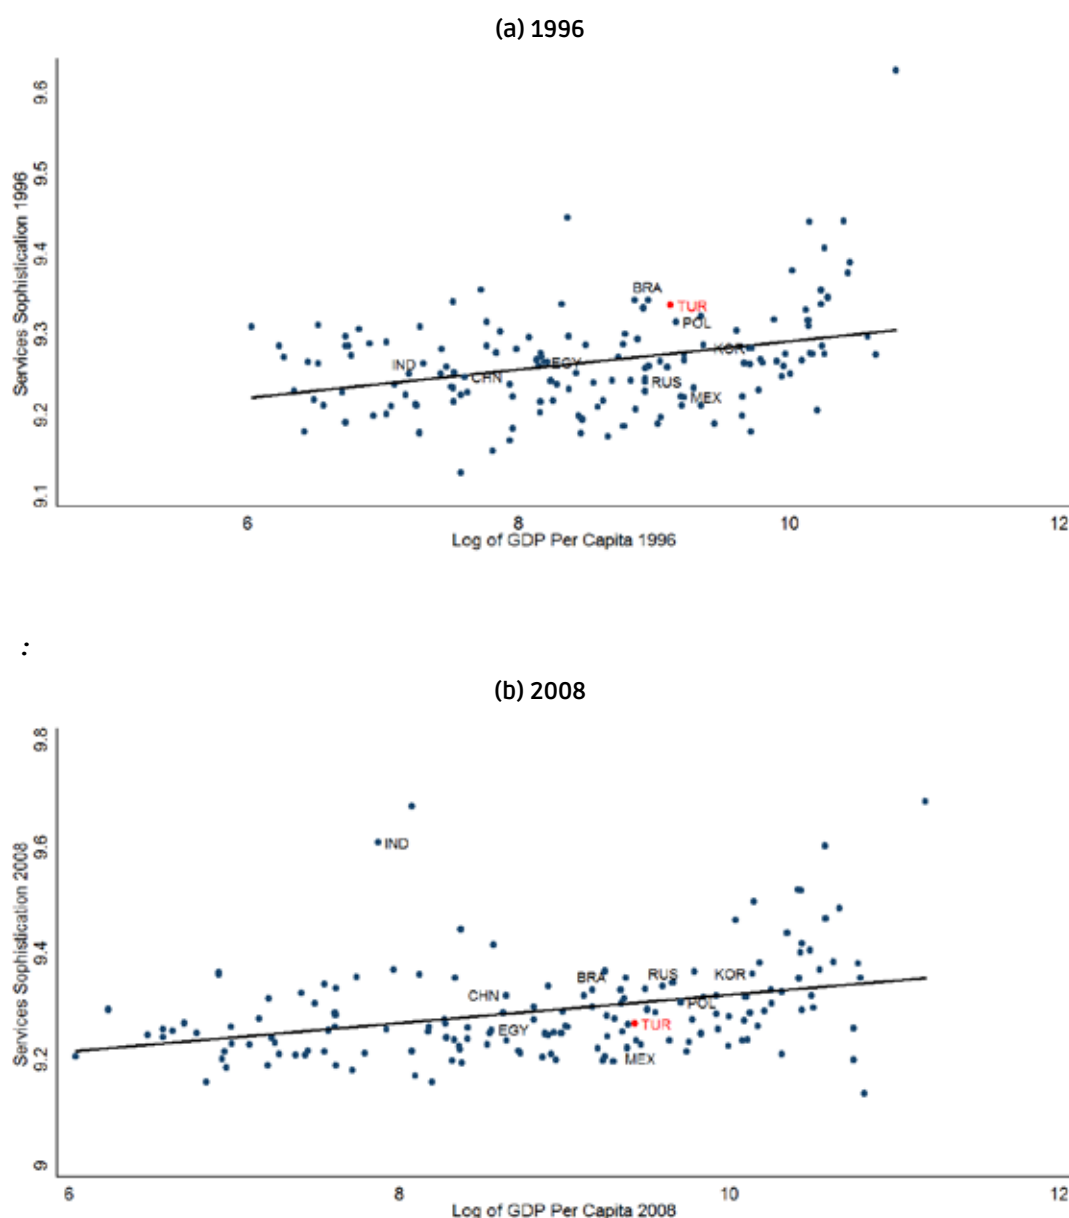 (a) 1996
Services Sophistication 1996
9.6
9.5
9.4
9.3
9.2
9.1
BRA
TUR
POL
KOR
IND
EGY
CHN
RUS
MEX
6
8
10
12
Log of GDP Per Capita 1996
:
(b) 2008
Services Sophistication 2008
9.8
9.6
9.4
9.2
9
IND
BRA
RUS
KOR
CHN
POL
EGY
TUR
MEX
6
8
10
12
Log of GDP Per Capita 2008